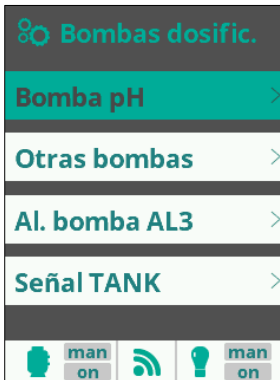 Bombas dosific.
Bomba pH
Otras bombas
Al. bomba AL3
Señal TANK
man man
on on